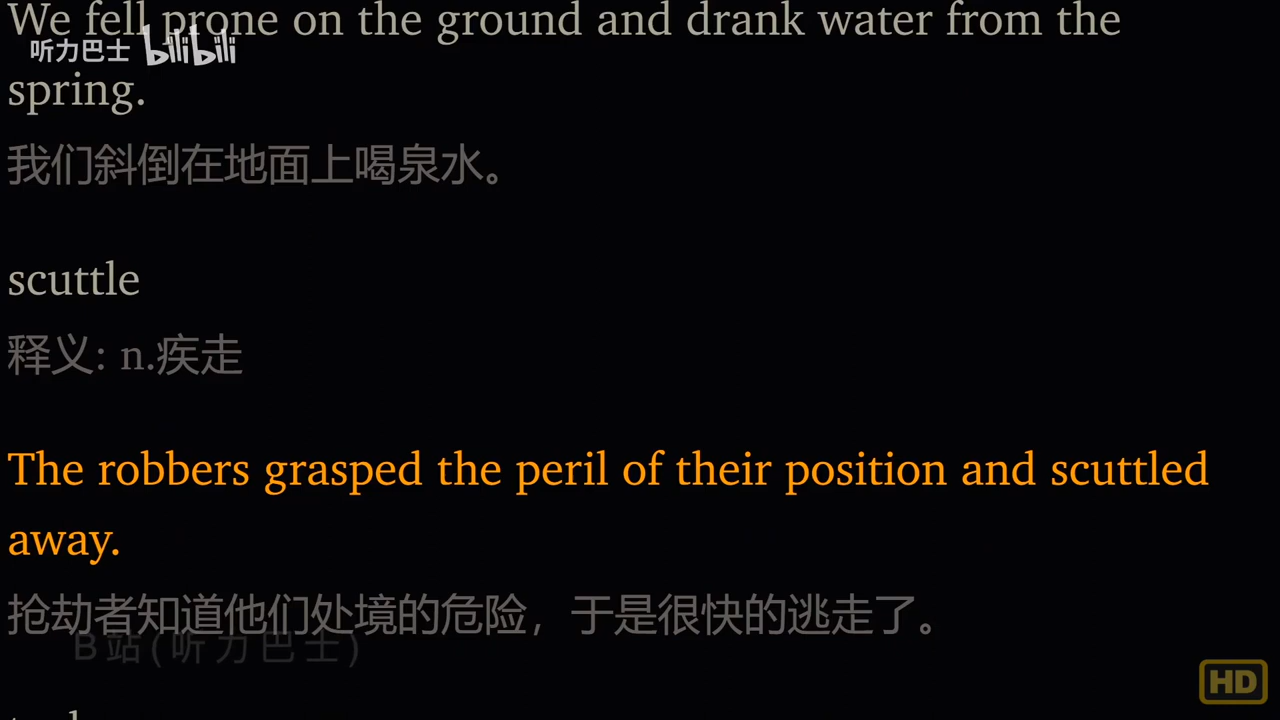 We fell prone on the ground and drank water from the
听力巴士 bilibili
spring.
我们斜倒在地面上喝泉水。
scuttle
释义: n.疾走
The robbers grasped the peril of their position and scuttled
away.
抢劫者知道他们处境的危险，于是很快的逃走了。
B站(听力巴士)
HD